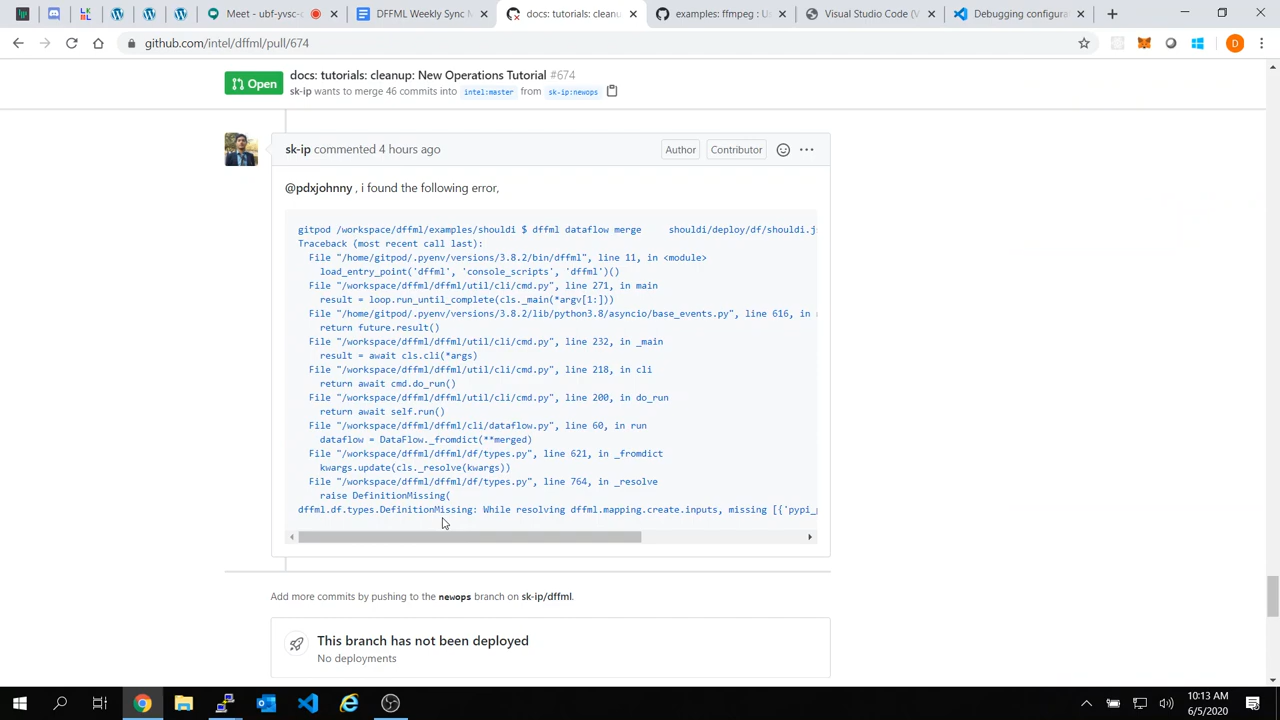 Meet - ubf-yvsc-
DFFML Weekly Sync M
docs: tutorials: cleanu
examples: ffmpeg : Us
Visual Studio Code (V
Debugging configura
github.com/intel/dffml/pull/674
D
Open
docs: tutorials: cleanup: New Operations Tutorial #674
sk-ip wants to merge 46 commits into intel:master from sk-ip:newops
sk-ip commented 4 hours ago
Author
Contributor
@pdxjohnny , i found the following error,
gitpod /workspace/dffml/examples/shouldi $ dffml dataflow merge shouldi/deploy/df/shouldi.j
Traceback (most recent call last):
File "/home/gitpod/.pyenv/versions/3.8.2/bin/dffml", line 11, in <module>
load_entry_point('dffml', 'console_scripts', 'dffml')()
File "/workspace/dffml/dffml/util/cli/cmd.py", line 271, in main
result = loop.run_until_complete(cls._main(*argv[1:]))
File "/home/gitpod/.pyenv/versions/3.8.2/lib/python3.8/asyncio/base_events.py", line 616, in
return future.result()
File "/workspace/dffml/dffml/util/cli/cmd.py", line 232, in _main
result = await cls.cli(*args)
File "/workspace/dffml/dffml/util/cli/cmd.py", line 218, in cli
return await cmd.do_run()
File "/workspace/dffml/dffml/util/cli/cmd.py", line 200, in do_run
return await self.run()
File "/workspace/dffml/dffml/cli/dataflow.py", line 60, in run
dataflow = DataFlow._fromdict(**merged)
File "/workspace/dffml/dffml/df/types.py", line 621, in _fromdict
kwargs.update(cls._resolve(kwargs))
File "/workspace/dffml/dffml/df/types.py", line 764, in _resolve
raise DefinitionMissing(
dffml.df.types.DefinitionMissing: While resolving dffml.mapping.create.inputs, missing [{'pypi_
Add more commits by pushing to the newops branch on sk-ip/dffml.
This branch has not been deployed
No deployments
10:13 AM
6/5/2020